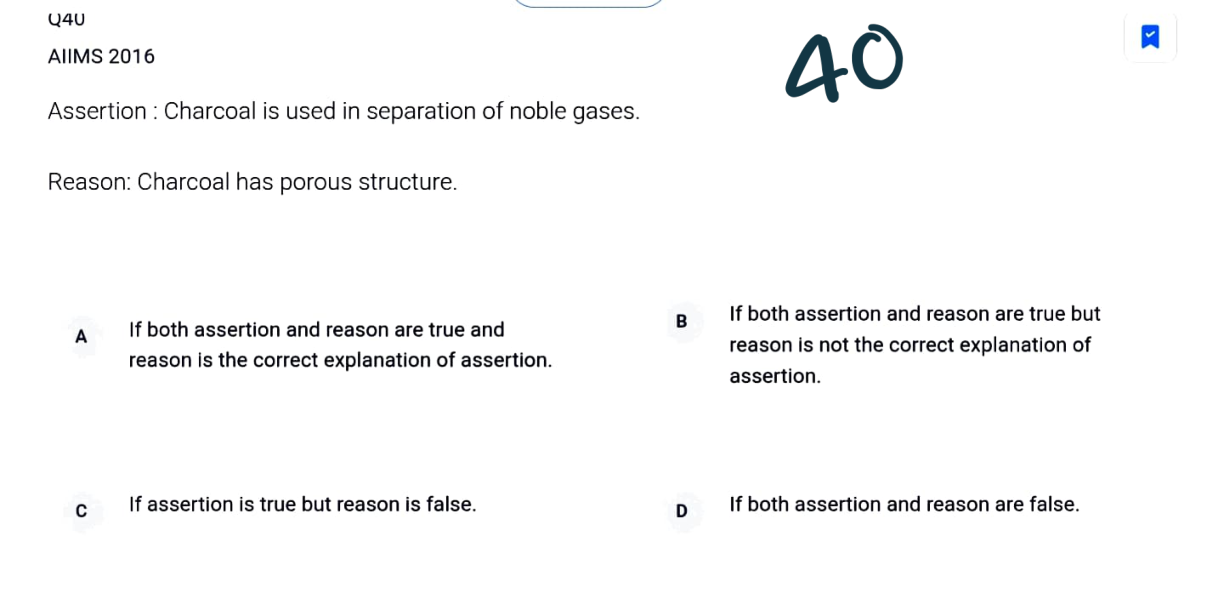 Q40
AIIMS 2016
40
Assertion : Charcoal is used in separation of noble gases.
Reason: Charcoal has porous structure.
A
If both assertion and reason are true and
reason is the correct explanation of assertion.
B
If both assertion and reason are true but
reason is not the correct explanation of
assertion.
C
If assertion is true but reason is false.
D
If both assertion and reason are false.